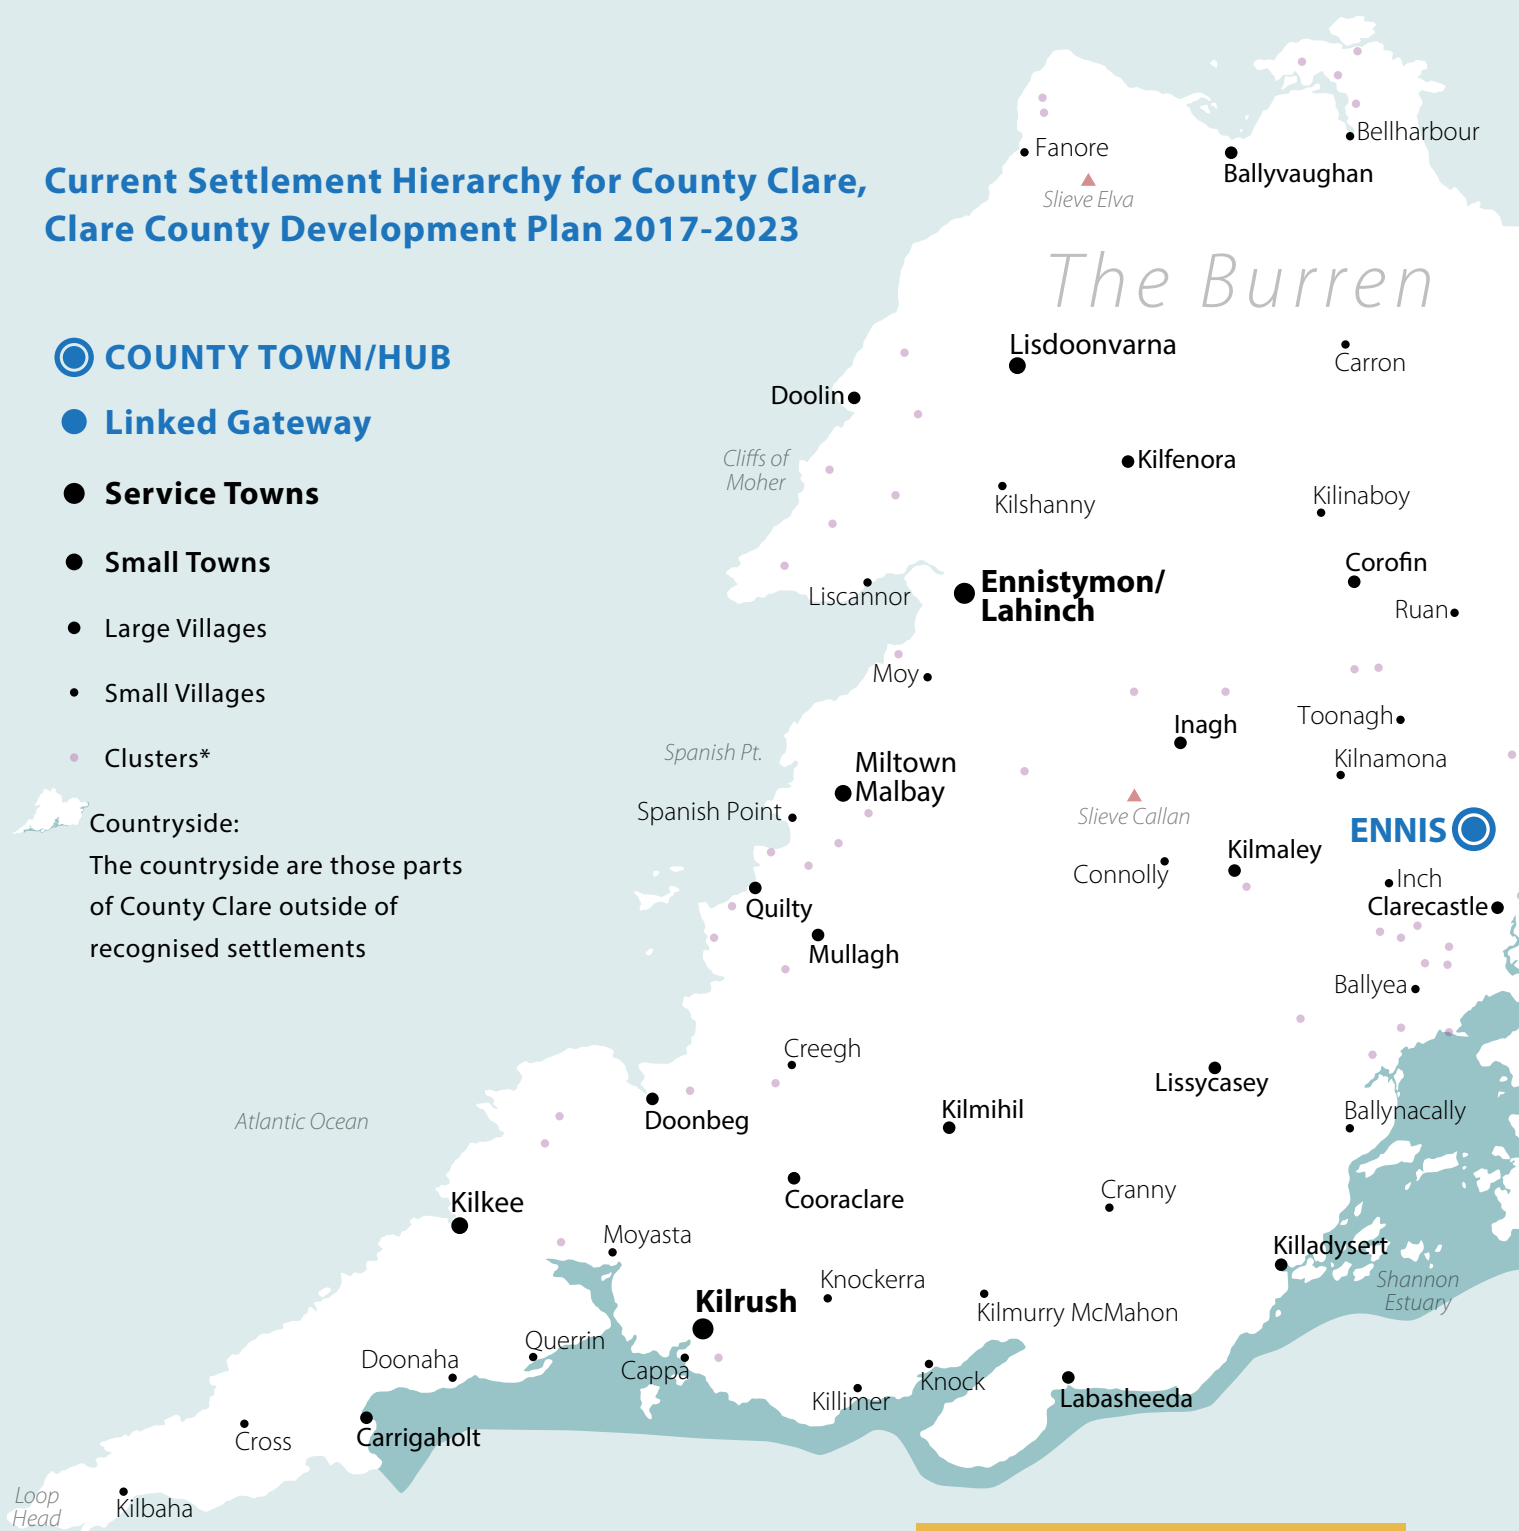 Current Settlement Hierarchy for County Clare,
Clare County Development Plan 2017-2023
COUNTY TOWN/HUB
Linked Gateway
Service Towns
Small Towns
Large Villages
Small Villages
Clusters*
Countryside:
The countryside are those parts
of County Clare outside of
recognised settlements
Bellharbour
Fanore
Ballyvaughan
Slieve Elva
The Burren
Lisdoonvarna
Carron
Doolin
Cliffs of
Moher
Kilfenora
Kilshanny
Kilinaboy
Corofin
Ennistymon/
Lahinch
Liscannor
Ruan
Moy
Inagh
Toonagh
Spanish Pt.
Miltown
Malbay
Kilnamona
Spanish Point
Slieve Callan
ENNIS
Kilmaley
Connolly
Inch
Quilty
Clarecastle
Mullagh
Ballyea
Creegh
Lissycasey
Atlantic Ocean
Doonbeg
Kilmihil
Ballynacally
Cooraclare
Cranny
Kilkee
Moyasta
Killadysert
Knockerra
Shannon
Estuary
Kilrush
Kilmurry McMahon
Querrin
Doonaha
Cappa
Knock
Killimer
Labasheeda
Cross
Carrigaholt
Loop
Head
Kilbaha